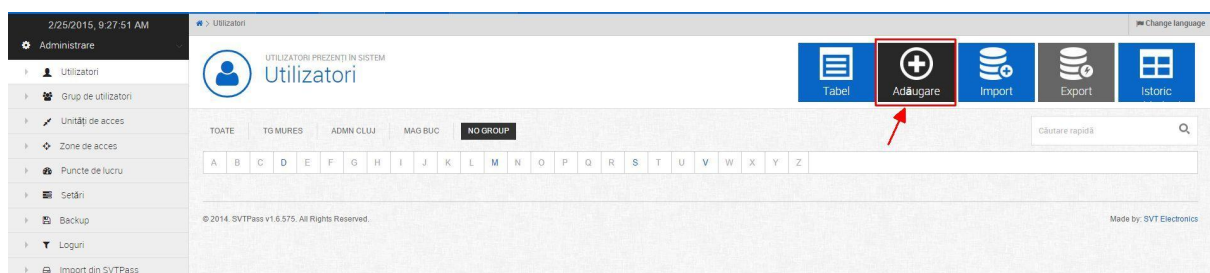 2/25/2015, 9:27:51 AM
Administrare
Utilizatori
Grup de utilizatori
Unități de acces
Zone de acces
Puncte de lucru
Setări
Backup
Loguri
Import din SVTPass
> Utilizatori
Change language
UTILIZATORI PREZENȚI ÎN SISTEM
Utilizatori
Tabel
Adăugare
Import
Export
Istoric
TOATE TG MURES ADMN CLUJ MAG BUC NO GROUP
Căutare rapidă
A B C D E F G H I J K L M N O P Q R S T U V W X Y Z
© 2014. SVTPass v1.6.575. All Rights Reserved.
Made by: SVT Electronics